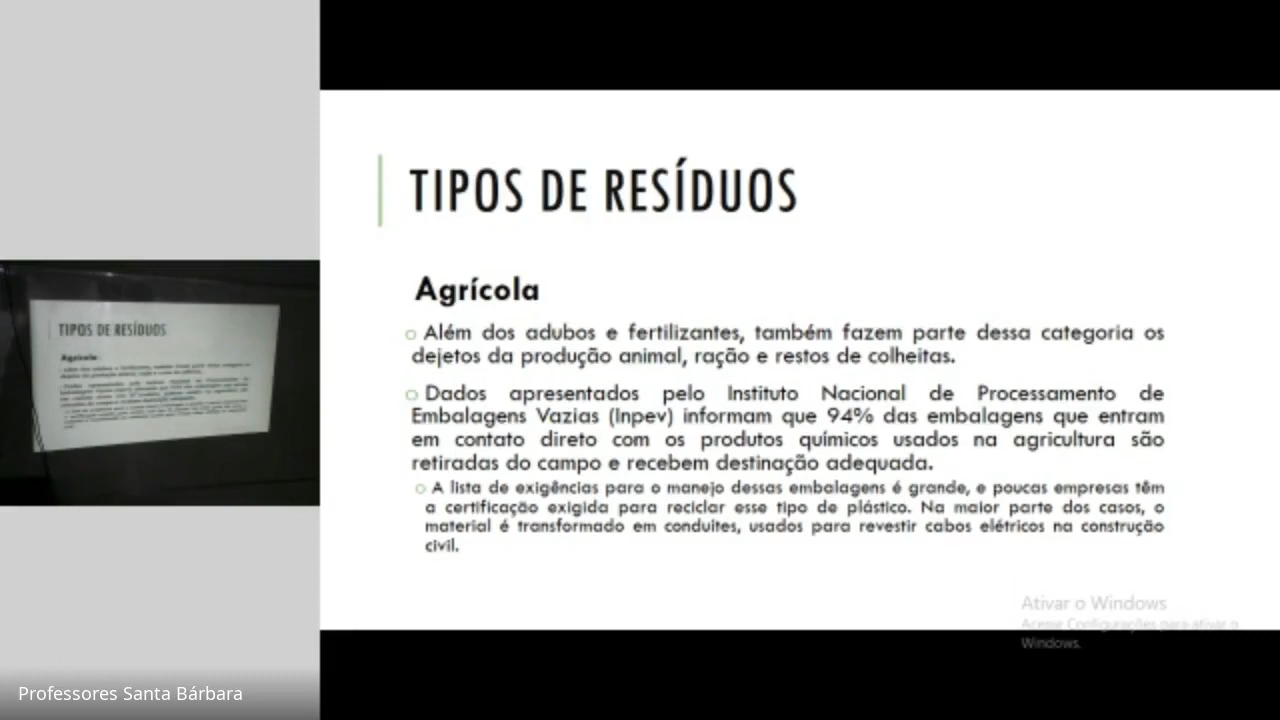 TIPOS DE RESÍDUOS
Agrícola
Além dos adubos e fertilizantes, também fazem parte dessa categoria os
dejetos da produção animal, ração e restos de colheitas.
Dados apresentados pelo Instituto Nacional de Processamento de
Embalagens Vazias (Inpev) informam que 94% das embalagens que entram
em contato direto com os produtos químicos usados na agricultura são
retiradas do campo e recebem destinação adequada.
A lista de exigências para o manejo dessas embalagens é grande, e poucas empresas têm
a certificação exigida para reciclar esse tipo de plástico. Na maior parte dos casos, o
material é transformado em conduítes, usados para revestir cabos elétricos na construção
civil.
Ativar o Windows
Acesse Configurações para ativar o
Windows.
TIPOS DE RESÍDUOS
Agrícola
Professores Santa Bárbara